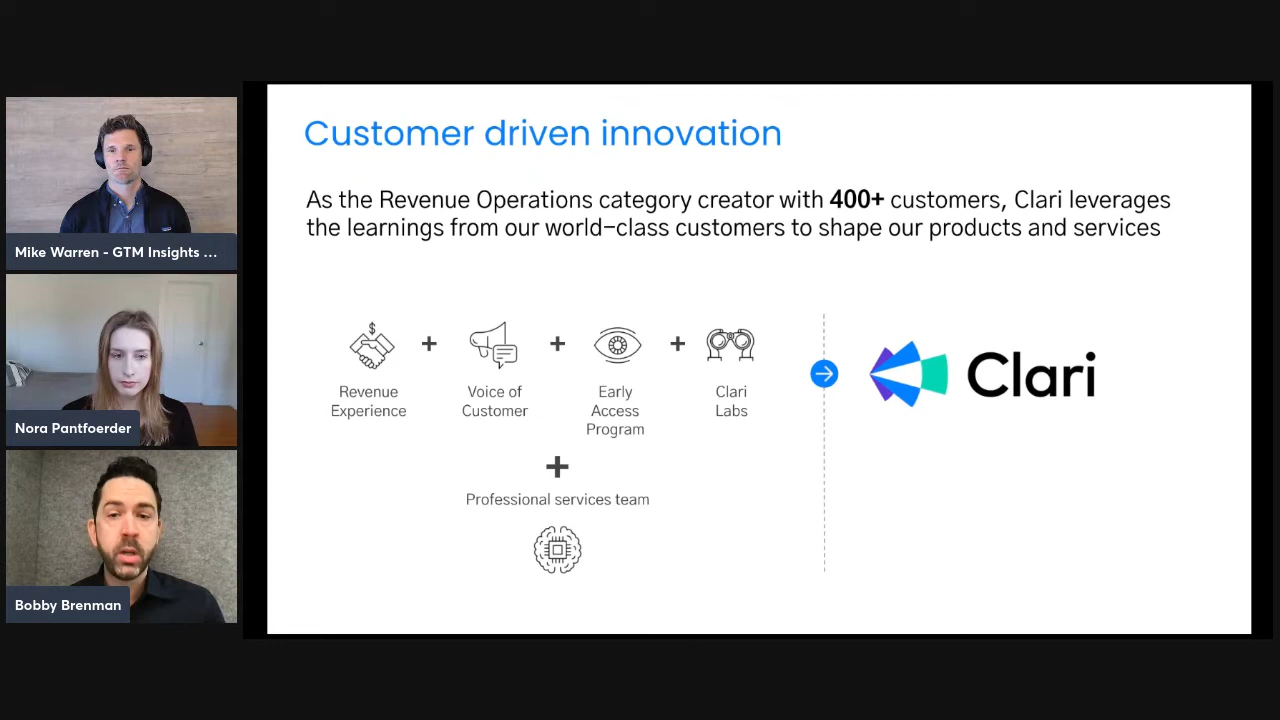 Customer driven innovation
As the Revenue Operations category creator with 400+ customers, Clari leverages
the learnings from our world-class customers to shape our products and services
Mike Warren - GTM Insights ...
Nora Pantfoerder
Bobby Brenman
$
+ + +
Revenue
Experience
Voice of
Customer
Early
Access
Program
Clari
Labs
+
Professional services team
Clari